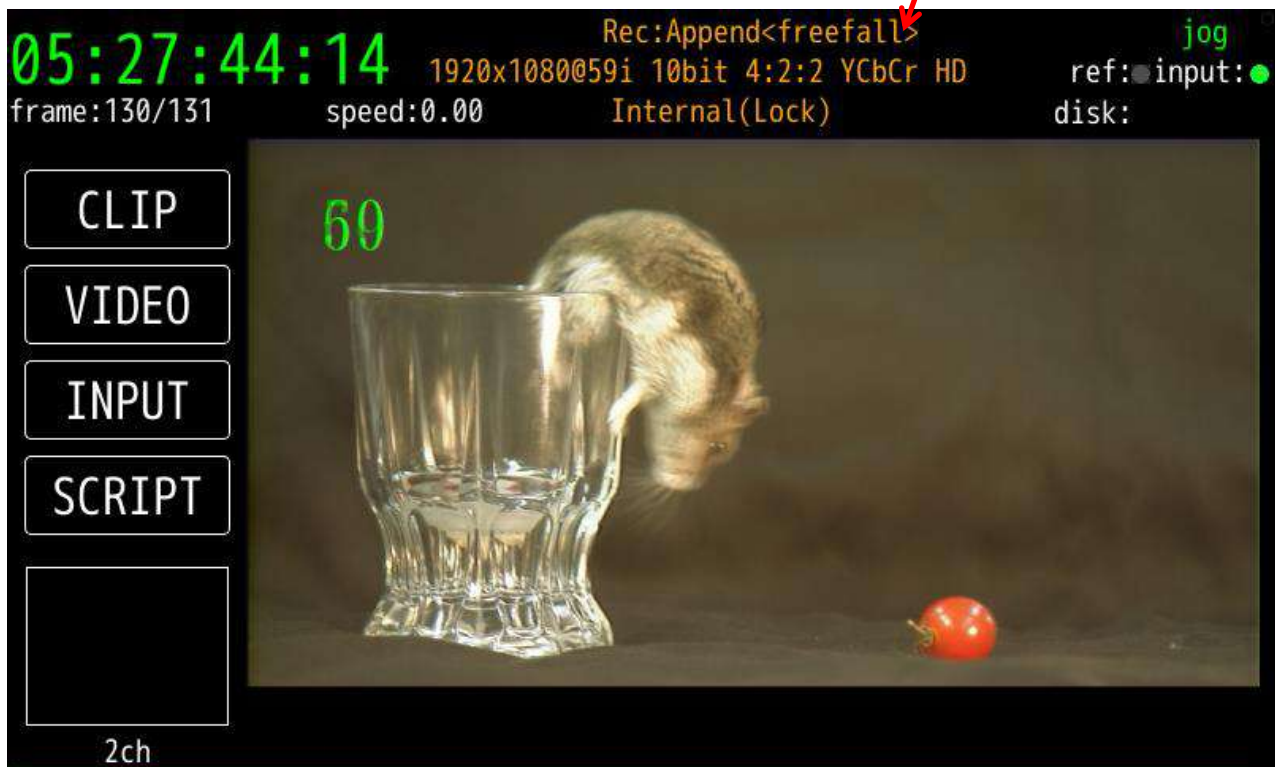 05:27:44:14
Rec:Append<freefall>
1920x1080@59i 10bit 4:2:2 YCbCr HD
Internal(Lock)
jog
ref: input:
disk:
frame:130/131
speed:0.00
CLIP
VIDEO
INPUT
SCRIPT
69
2ch